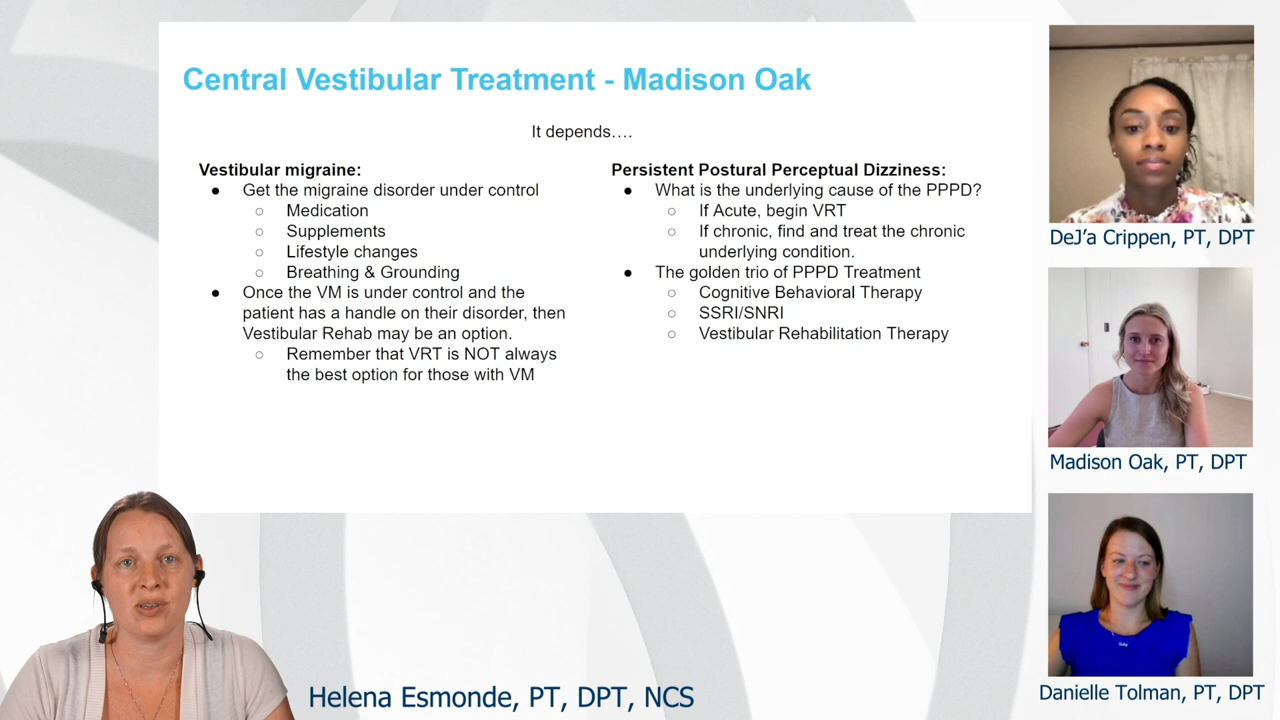 Central Vestibular Treatment - Madison Oak
It depends….
Vestibular migraine:
● Get the migraine disorder under control
○ Medication
○ Supplements
○ Lifestyle changes
○ Breathing & Grounding
● Once the VM is under control and the
patient has a handle on their disorder, then
Vestibular Rehab may be an option.
○ Remember that VRT is NOT always
the best option for those with VM
Persistent Postural Perceptual Dizziness:
● What is the underlying cause of the PPPD?
○ If Acute, begin VRT
○ If chronic, find and treat the chronic
underlying condition.
● The golden trio of PPPD Treatment
○ Cognitive Behavioral Therapy
○ SSRI/SNRI
○ Vestibular Rehabilitation Therapy
DeJ’a Crippen, PT, DPT
Madison Oak, PT, DPT
Danielle Tolman, PT, DPT
Helena Esmonde, PT, DPT, NCS